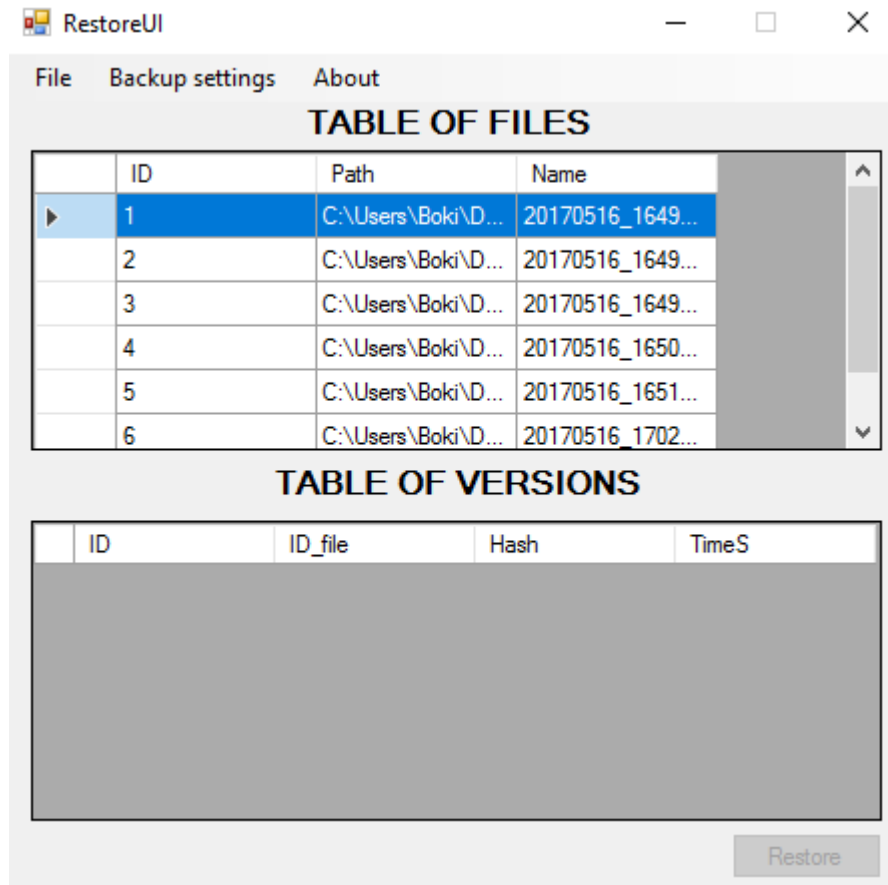 RestoreUI
File Backup settings About
TABLE OF FILES
ID Path Name
1 C:\Users\Boki\D... 20170516_1649...
2 C:\Users\Boki\D... 20170516_1649...
3 C:\Users\Boki\D... 20170516_1649...
4 C:\Users\Boki\D... 20170516_1650...
5 C:\Users\Boki\D... 20170516_1651...
6 C:\Users\Boki\D... 20170516_1702...
TABLE OF VERSIONS
ID ID_file Hash TimeS
Restore